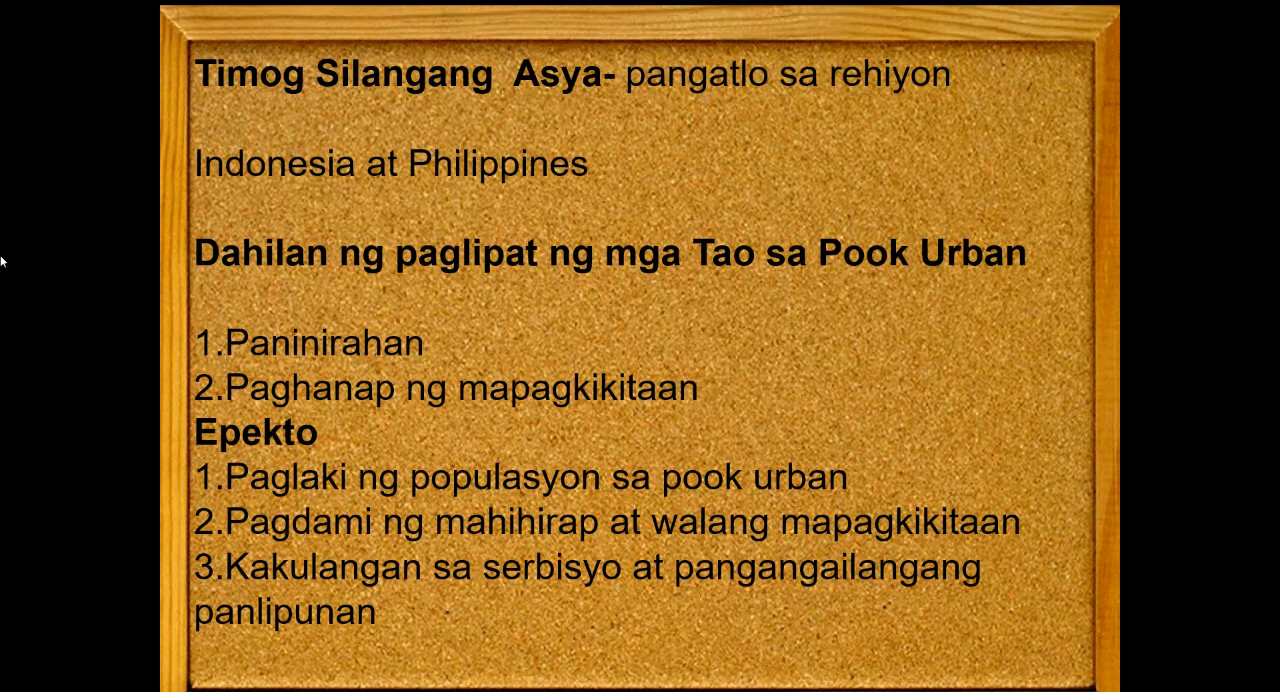 Timog Silangang  Asya- pangatlo sa rehiyon
Indonesia at Philippines
Dahilan ng paglipat ng mga Tao sa Pook Urban
1.Paninirahan
2.Paghanap ng mapagkikitaan
Epekto
1.Paglaki ng populasyon sa pook urban
2.Pagdami ng mahihirap at walang mapagkikitaan
3.Kakulangan sa serbisyo at pangangailangang
panlipunan